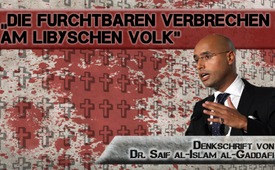 "DIE FURCHTBAREN VERBRECHEN
AM LIBYSCHEN VOLK"
DENKSCHRIFT VON
DR. SAIF AL-ISLAM AL-GADDAFI